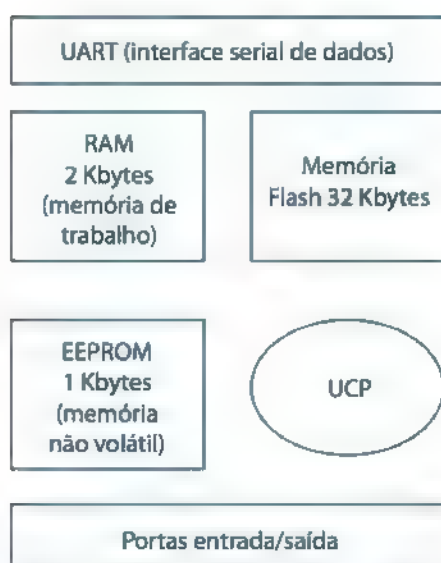 UART (interface serial de dados)
RAM
2 Kbytes
(memória de
trabalho)
Memória
Flash 32 Kbytes
EEPROM
1 Kbytes
(memória
não volátil)
UCP
Portas entrada/saída